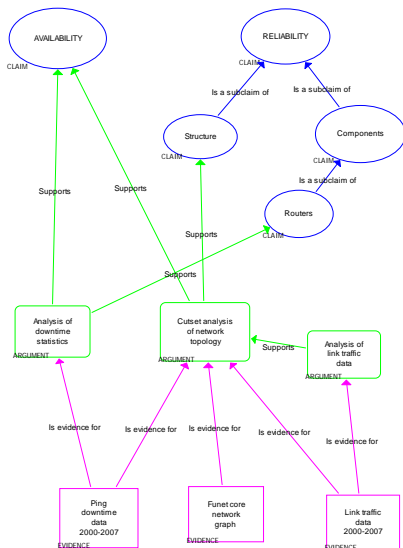 AVAILABILITY
CLAIM
RELIABILITY
CLAIM
Is a subclaim of
Is a subclaim of
Structure
CLAIM
Components
CLAIM
Is a subclaim of
Supports
Supports
Routers
CLAIM
Supports
Supports
Analysis of
downtime
statistics
ARGUMENT
Cutset analysis
of network
topology
ARGUMENT
Supports
Analysis of
link traffic
data
ARGUMENT
Is evidence for
Is evidence for
Is evidence for
Is evidence for
Is evidence for
Ping
downtime
data
2000-2007
EVIDENCE
Funet core
network
graph
EVIDENCE
Link traffic
data
2000-2007
EVIDENCE